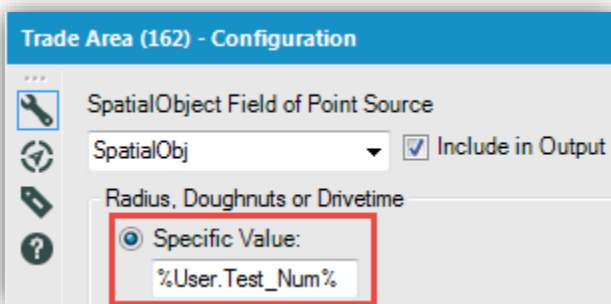 Trade Area (162) - Configuration
SpatialObject Field of Point Source
SpatialObj
Include in Output
Radius, Doughnuts or Drivetime
Specific Value:
%User.Test_Num%